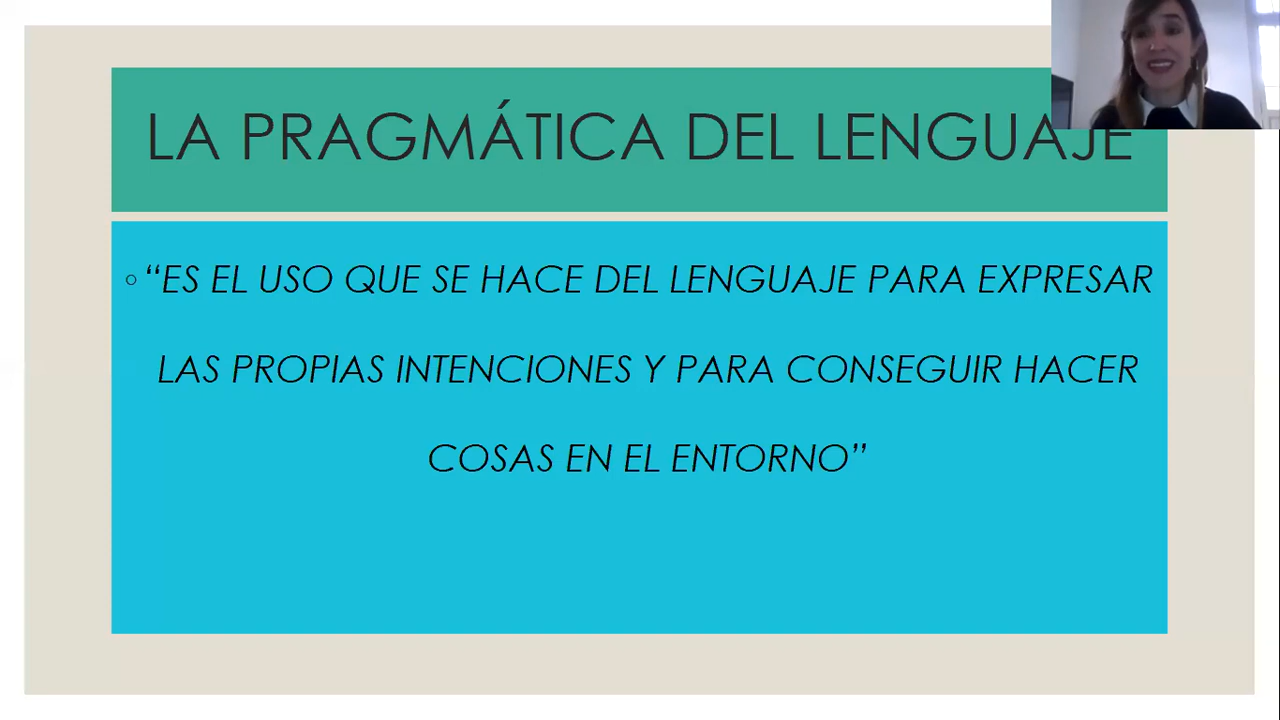 LA PRAGMÁTICA DEL LENGUAJE
◦“ES EL USO QUE SE HACE DEL LENGUAJE PARA EXPRESAR
LAS PROPIAS INTENCIONES Y PARA CONSEGUIR HACER
COSAS EN EL ENTORNO”